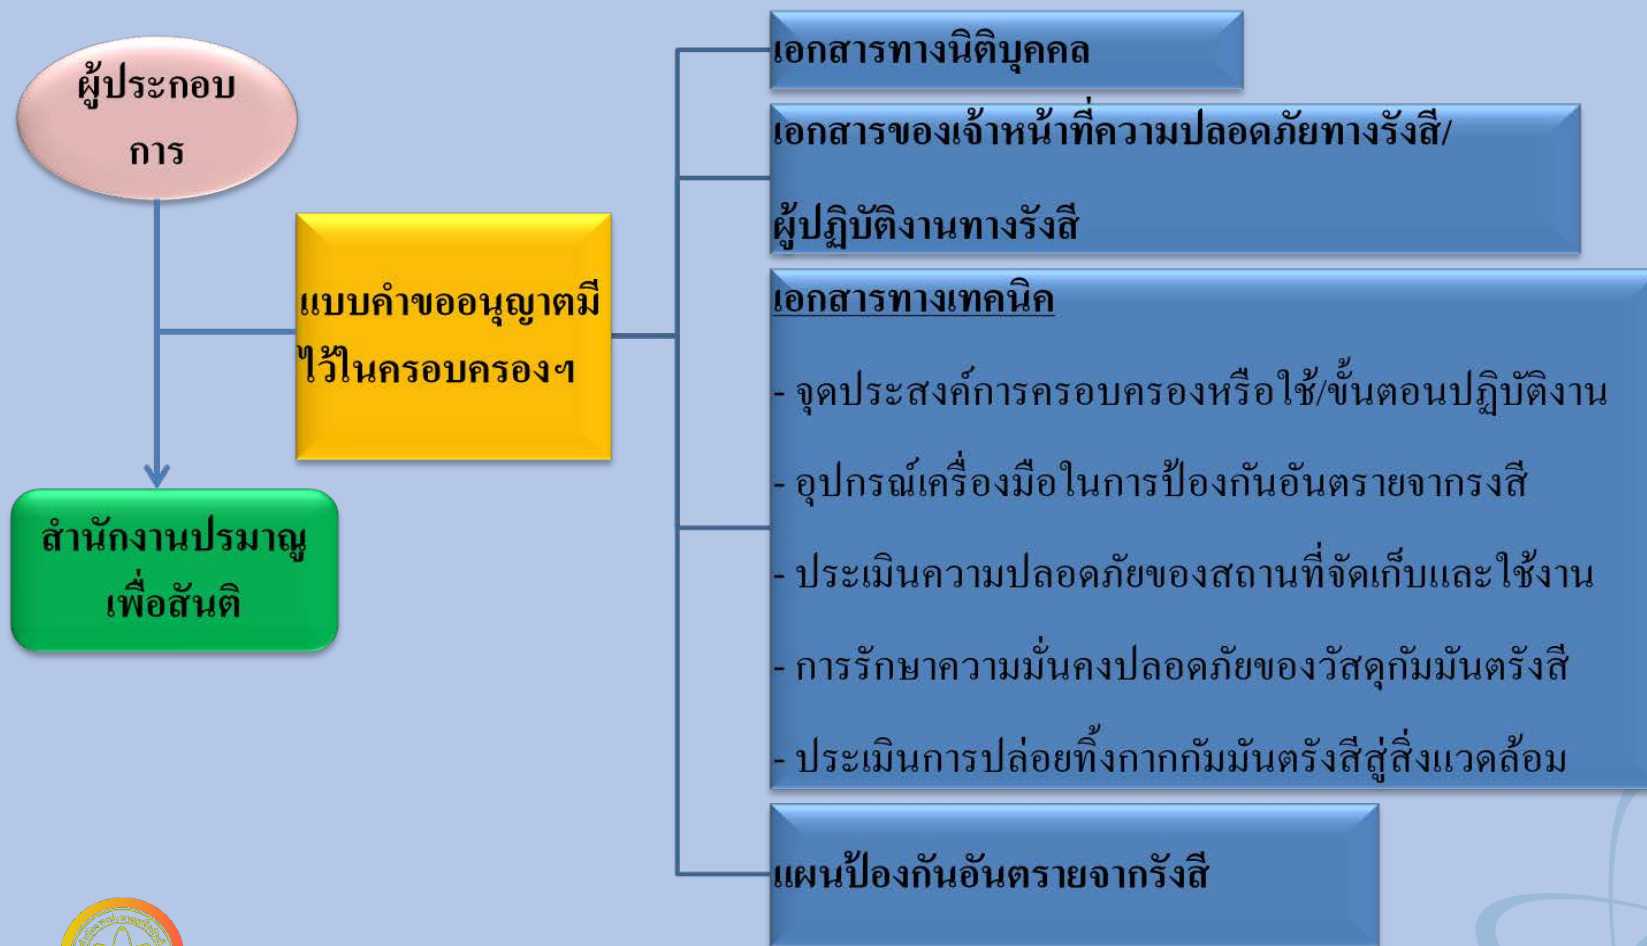 ผู้ประกอบ
การ
แบบคำขออนุญาตมี
ไว้ในครอบครองฯ
สำนักงานปรมาณู
เพื่อสันติ
เอกสารทางนิติบุคคล
เอกสารของเจ้าหน้าที่ความปลอดภัยทางรังสี/
ผู้ปฏิบัติงานทางรังสี
เอกสารทางเทคนิค
- จุดประสงค์การครอบครองหรือใช้/ขั้นตอนปฏิบัติงาน
- อุปกรณ์เครื่องมือในการป้องกันอันตรายจากรงสี
- ประเมินความปลอดภัยของสถานที่จัดเก็บและใช้งาน
- การรักษาความมั่นคงปลอดภัยของวัสดุกัมมันตรังสี
- ประเมินการปล่อยทิ้งกากกัมมันตรังสีสู่สิ่งแวดล้อม
แผนป้องกันอันตรายจากรังสี